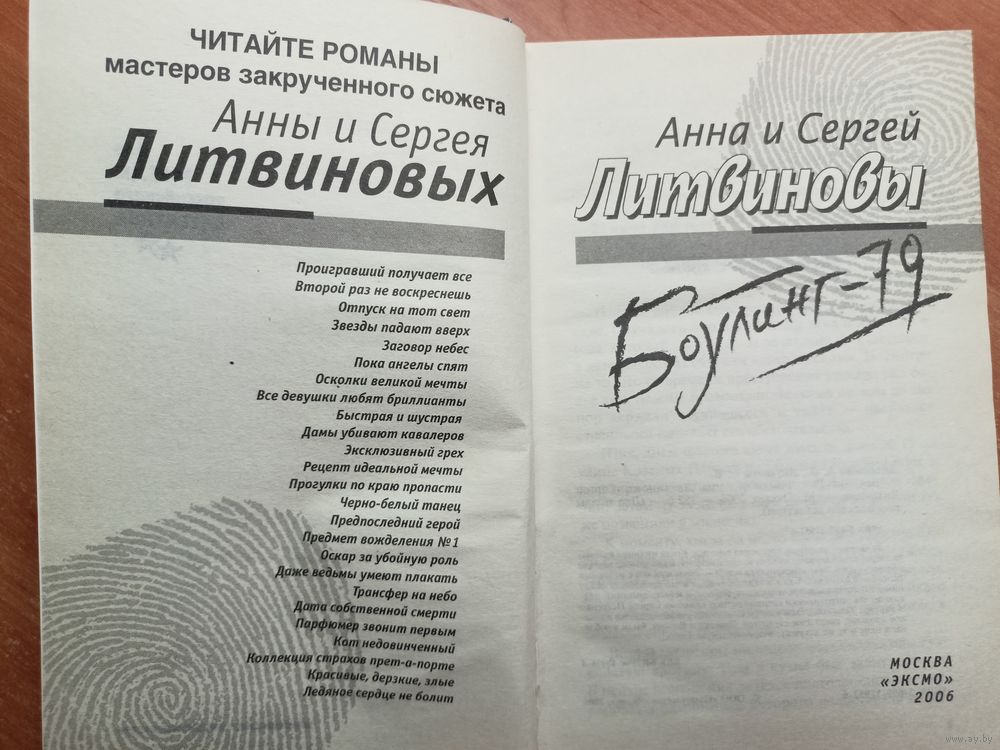 ЧИТАЙТЕ РОМАНЫ
мастеров закрученного сюжета
Анны и Сергея
Литвиновых
Проигравший получает все
Второй раз не воскреснешь
Отпуск на тот свет
Звезды падают вверх
Заговор небес
Пока ангелы спят
Осколки великой мечты
Все девушки любят бриллианты
Быстрая и шустрая
Дамы убивают кавалеров
Эксклюзивный грех
Рецепт идеальной мечты
Прогулки по краю пропасти
Черно-белый танец
Предпоследний герой
Предмет вожделения №1
Оскар за убойную роль
Даже ведьмы умеют плакать
Трансфер на небо
Дата собственной смерти
Парфюмер звонит первым
Кот недовинченный
Коллекция страхов прет-а-порте
Красивые, дерзкие, злые
Ледяное сердце не болит
Анна и Сергей
Литвиновы
Боулинг-79
МОСКВА
«ЭКСМО»
2006
www.ay.by